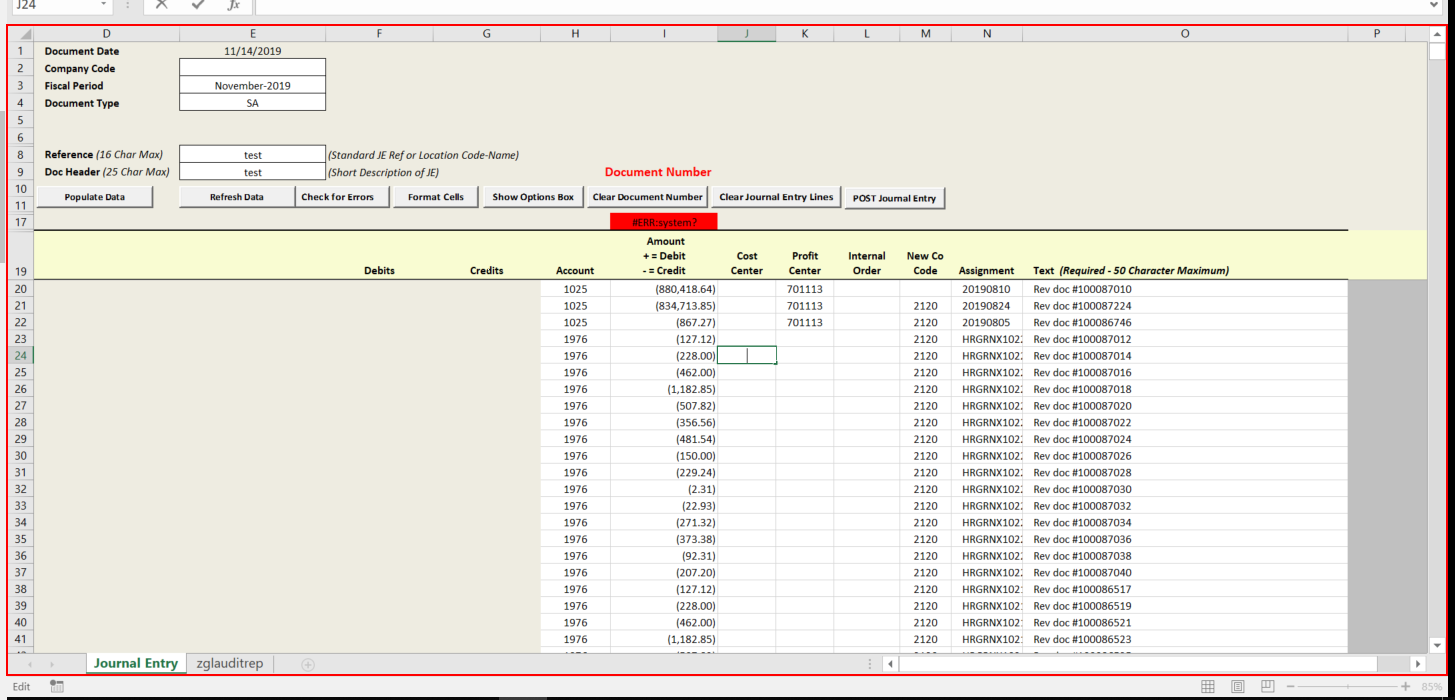 J24 fx
D E F G H I J K L M N O P
1 Document Date 11/14/2019
2 Company Code
3 Fiscal Period November-2019
4 Document Type SA
5
6
8 Reference (16 Char Max) test (Standard JE Ref or Location Code-Name)
9 Doc Header (25 Char Max) test (Short Description of JE) Document Number
10
Populate Data Refresh Data Check for Errors Format Cells Show Options Box Clear Document Number Clear Journal Entry Lines POST Journal Entry
11
17 #ERR:system?
Amount
+ = Debit Cost Profit Internal New Co
19 Debits Credits Account - = Credit Center Center Order Code Assignment Text (Required - 50 Character Maximum)
20 1025 (880,418.64) 701113 20190810 Rev doc #100087010
21 1025 (834,713.85) 701113 2120 20190824 Rev doc #100087224
22 1025 (867.27) 701113 2120 20190805 Rev doc #100086746
23 1976 (127.12) 2120 HRGRNX102 Rev doc #100087012
24 1976 (228.00) 2120 HRGRNX102 Rev doc #100087014
25 1976 (462.00) 2120 HRGRNX102 Rev doc #100087016
26 1976 (1,182.85) 2120 HRGRNX102 Rev doc #100087018
27 1976 (507.82) 2120 HRGRNX102 Rev doc #100087020
28 1976 (356.56) 2120 HRGRNX102 Rev doc #100087022
29 1976 (481.54) 2120 HRGRNX102 Rev doc #100087024
30 1976 (150.00) 2120 HRGRNX102 Rev doc #100087026
31 1976 (229.24) 2120 HRGRNX102 Rev doc #100087028
32 1976 (2.31) 2120 HRGRNX102 Rev doc #100087030
33 1976 (22.93) 2120 HRGRNX102 Rev doc #100087032
34 1976 (271.32) 2120 HRGRNX102 Rev doc #100087034
35 1976 (373.38) 2120 HRGRNX102 Rev doc #100087036
36 1976 (92.31) 2120 HRGRNX102 Rev doc #100087038
37 1976 (207.20) 2120 HRGRNX102 Rev doc #100087040
38 1976 (127.12) 2120 HRGRNX102 Rev doc #100086517
39 1976 (228.00) 2120 HRGRNX102 Rev doc #100086519
40 1976 (462.00) 2120 HRGRNX102 Rev doc #100086521
41 1976 (1,182.85) 2120 HRGRNX102 Rev doc #100086523
Journal Entry zglauditrep
Edit 85%